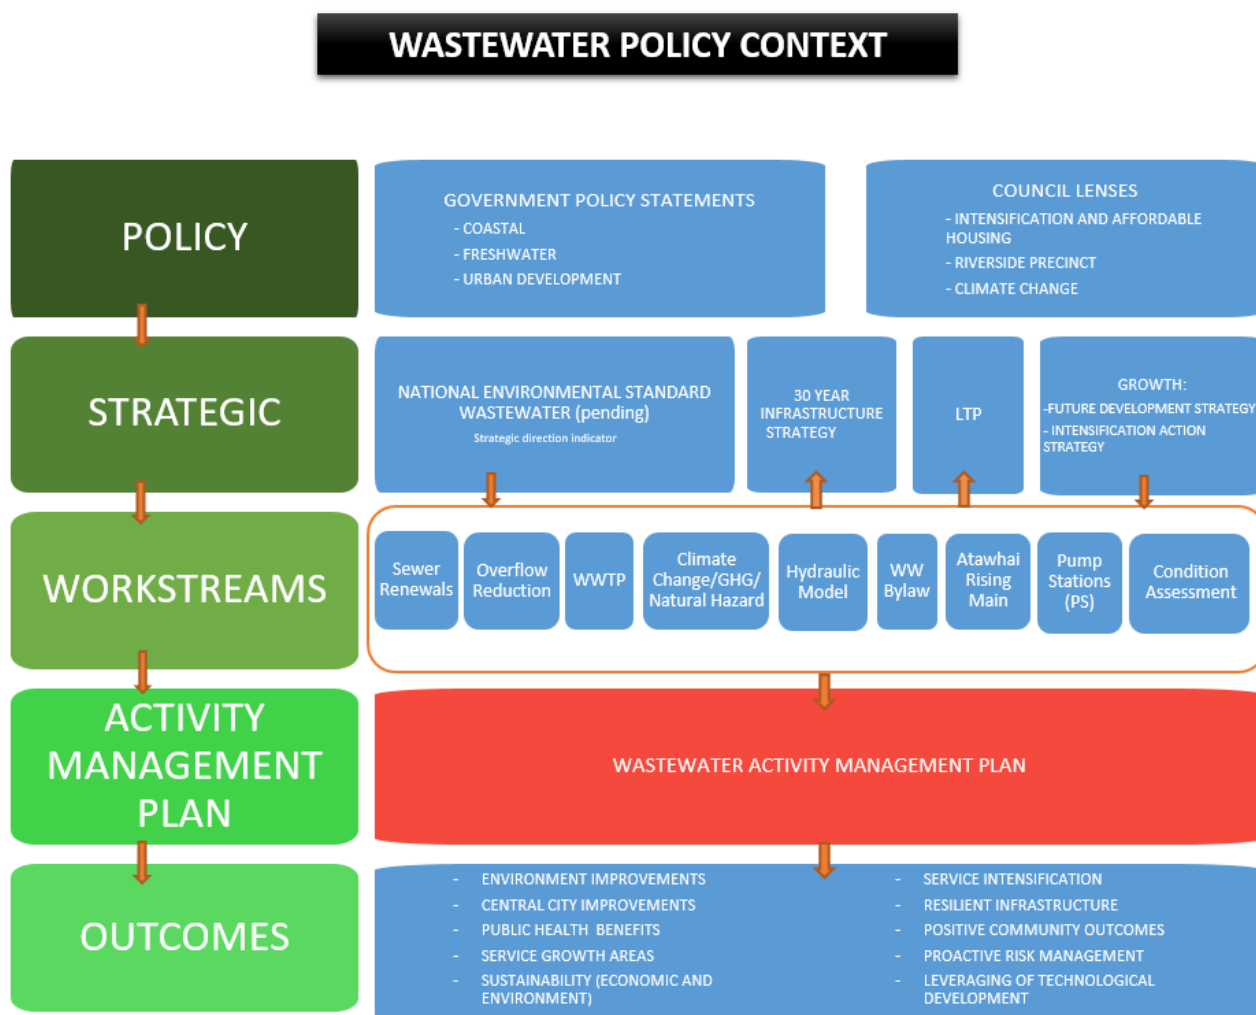 WASTEWATER POLICY CONTEXT
POLICY
GOVERNMENT POLICY STATEMENTS
- COASTAL
- FRESHWATER
- URBAN DEVELOPMENT
COUNCIL LENSES
- INTENSIFICATION AND AFFORDABLE
HOUSING
- RIVERSIDE PRECINCT
- CLIMATE CHANGE
STRATEGIC
NATIONAL ENVIRONMENTAL STANDARD
WASTEWATER (pending)
Strategic direction indicator
30 YEAR
INFRASTRUCTURE
STRATEGY
LTP
GROWTH:
-FUTURE DEVELOPMENT STRATEGY
- INTENSIFICATION ACTION
STRATEGY
WORKSTREAMS
Sewer
Renewals
Overflow
Reduction
WWTP
Climate
Change/GHG/
Natural Hazard
Hydraulic
Model
WW
Bylaw
Atawhai
Rising
Main
Pump
Stations
(PS)
Condition
Assessment
ACTIVITY
MANAGEMENT
PLAN
WASTEWATER ACTIVITY MANAGEMENT PLAN
OUTCOMES
- ENVIRONMENT IMPROVEMENTS
- CENTRAL CITY IMPROVEMENTS
- PUBLIC HEALTH BENEFITS
- SERVICE GROWTH AREAS
- SUSTAINABILITY (ECONOMIC AND
ENVIRONMENT)
- SERVICE INTENSIFICATION
- RESILIENT INFRASTRUCTURE
- POSITIVE COMMUNITY OUTCOMES
- PROACTIVE RISK MANAGEMENT
- LEVERAGING OF TECHNOLOGICAL
DEVELOPMENT